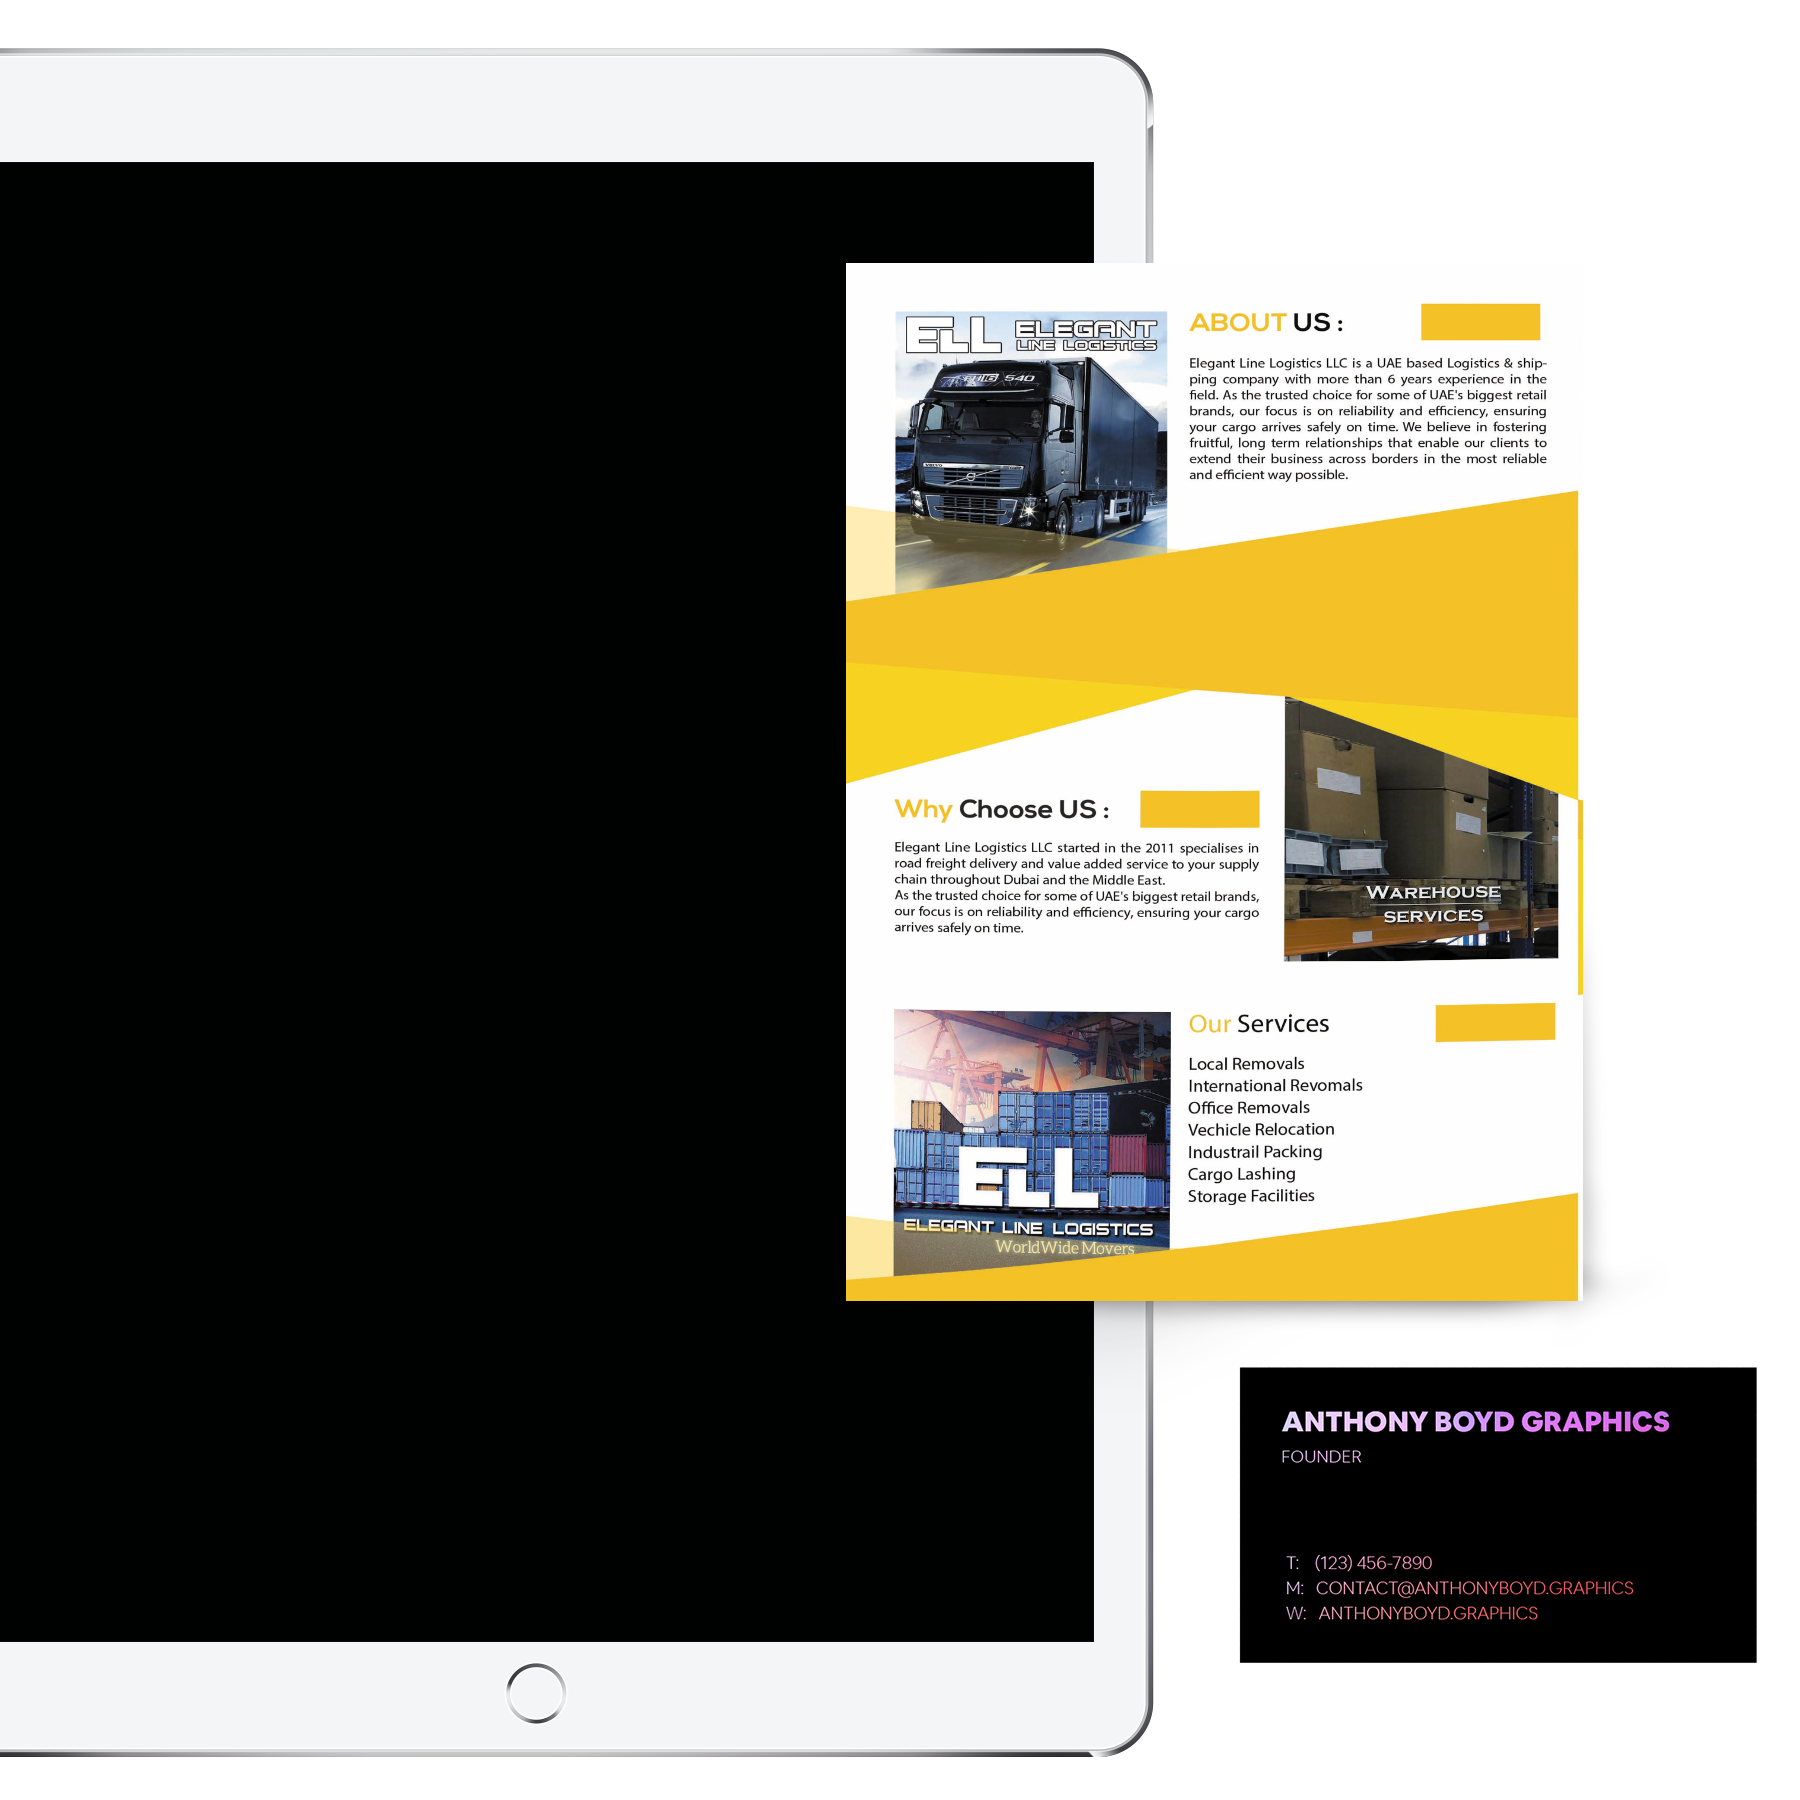 ELL ELEGANT
LINE LOGISTICS
540
VOLVO
ABOUT US :
Elegant Line Logistics LLC is a UAE based Logistics & ship-
ping company with more than 6 years experience in the
field. As the trusted choice for some of UAE's biggest retail
brands, our focus is on reliability and efficiency, ensuring
your cargo arrives safely on time. We believe in fostering
fruitful, long term relationships that enable our clients to
extend their business across borders in the most reliable
and efficient way possible.
Why Choose US :
Elegant Line Logistics LLC started in the 2011 specialises in
road freight delivery and value added service to your supply
chain throughout Dubai and the Middle East.
As the trusted choice for some of UAE's biggest retail brands,
our focus is on reliability and efficiency, ensuring your cargo
arrives safely on time.
WAREHOUSE
SERVICES
ELL
ELEGANT LINE LOGISTICS
WorldWide Movers
Our Services
Local Removals
International Revomals
Office Removals
Vechicle Relocation
Industrail Packing
Cargo Lashing
Storage Facilities
ANTHONY BOYD GRAPHICS
FOUNDER
T: (123) 456-7890
M: CONTACT@ANTHONYBOYD.GRAPHICS
W: ANTHONYBOYD.GRAPHICS